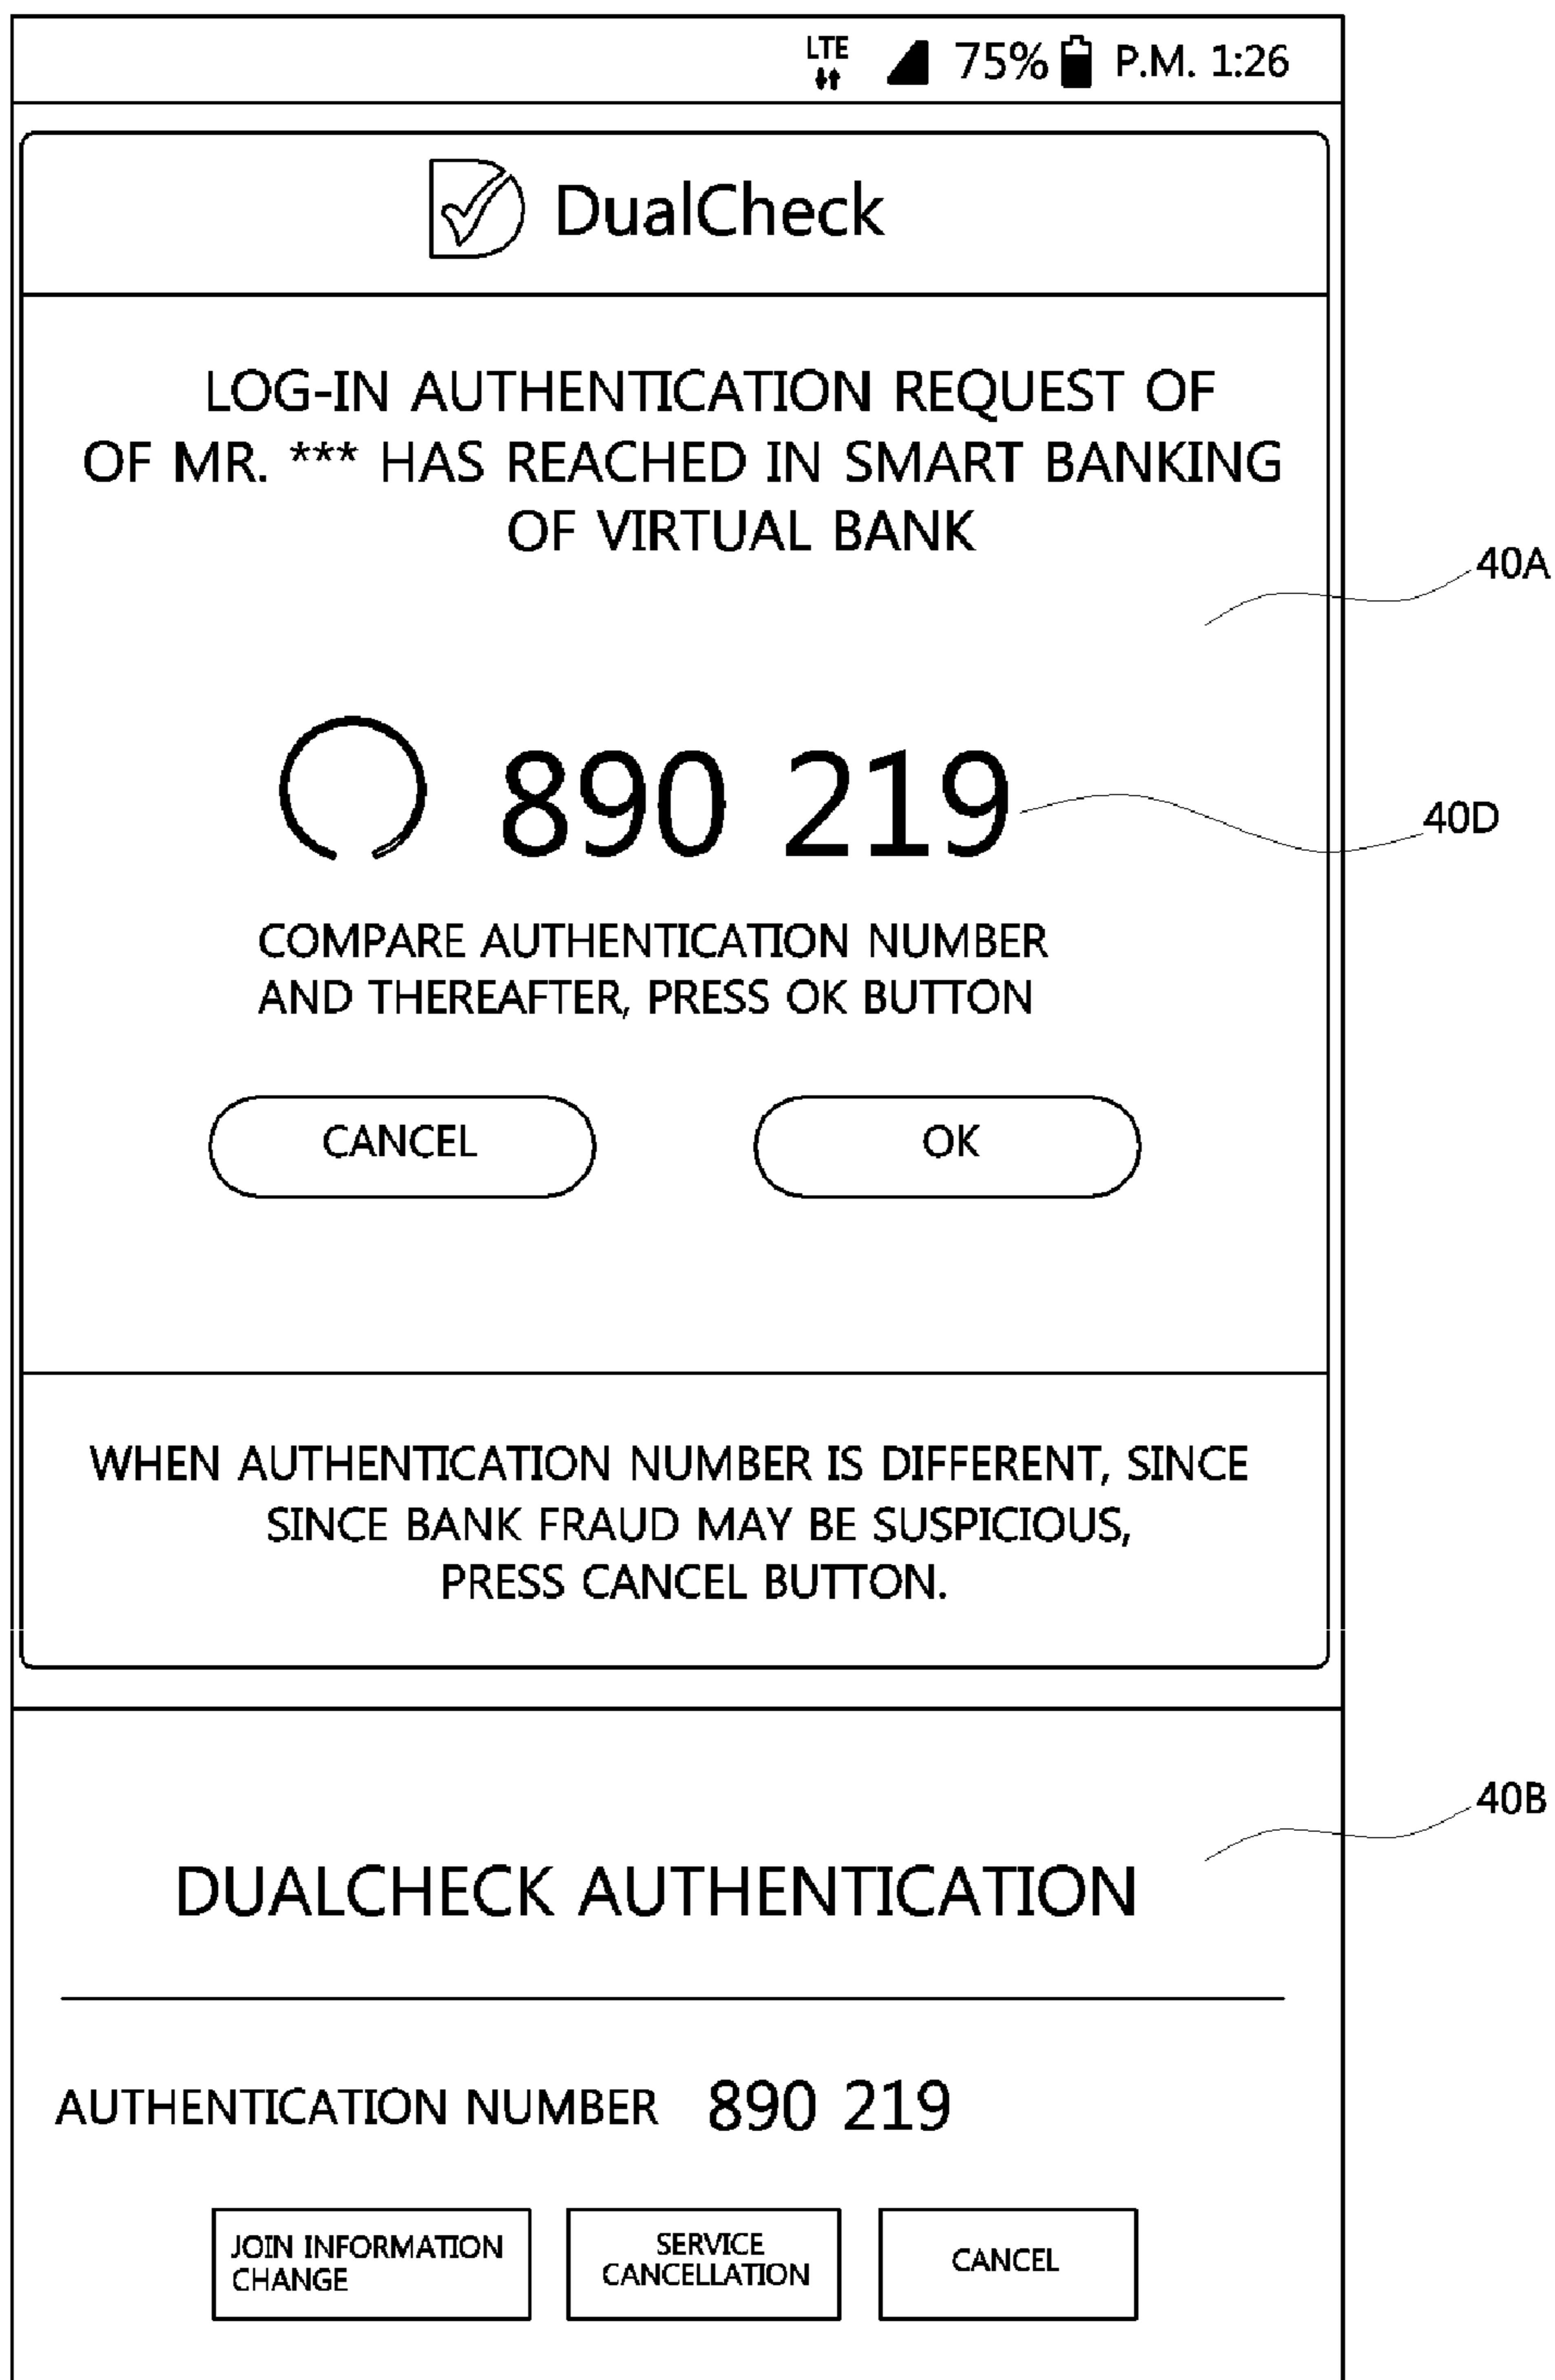 LTE 75% P.M. 1:26
DualCheck
LOG-IN AUTHENTICATION REQUEST OF
OF MR. *** HAS REACHED IN SMART BANKING
OF VIRTUAL BANK
40A
890 219
40D
COMPARE AUTHENTICATION NUMBER
AND THEREAFTER, PRESS OK BUTTON
CANCEL
OK
WHEN AUTHENTICATION NUMBER IS DIFFERENT, SINCE
SINCE BANK FRAUD MAY BE SUSPICIOUS,
PRESS CANCEL BUTTON.
40B
DUALCHECK AUTHENTICATION
AUTHENTICATION NUMBER 890 219
JOIN INFORMATION
CHANGE
SERVICE
CANCELLATION
CANCEL